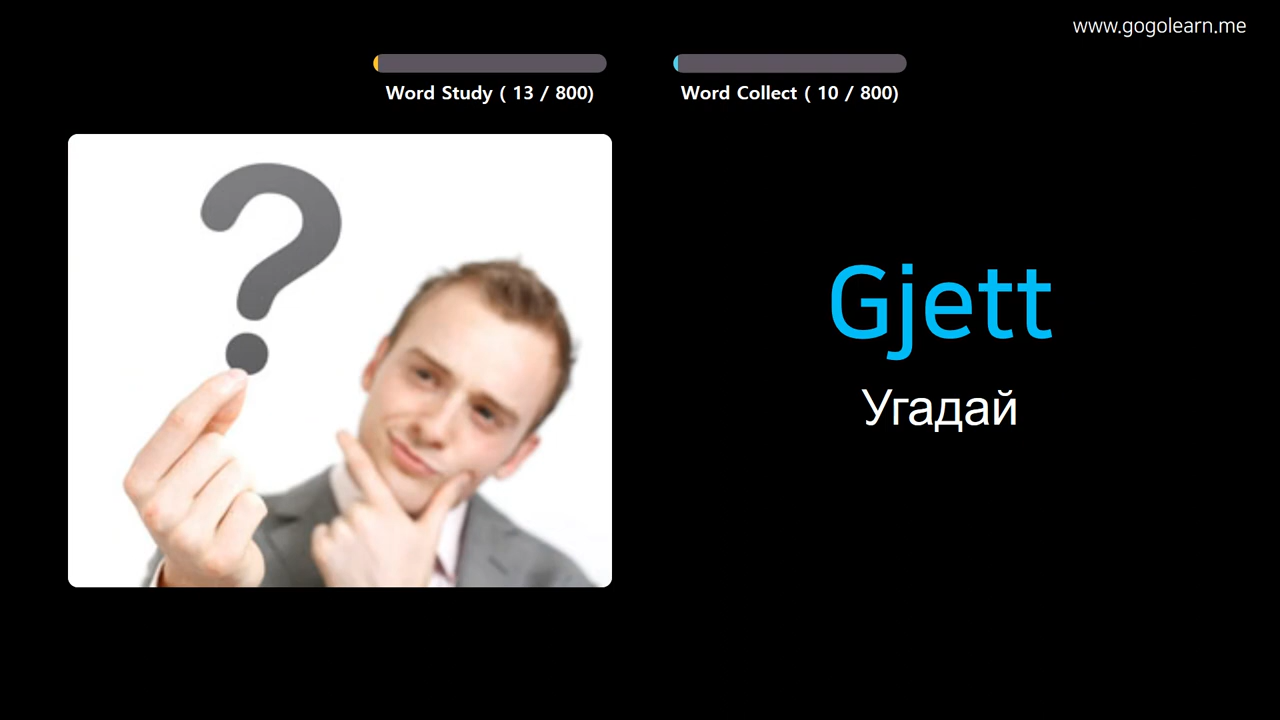 www.gogolearn.me
Word Study ( 13 / 800)
Word Collect ( 10 / 800)
?
Gjett
Угадай